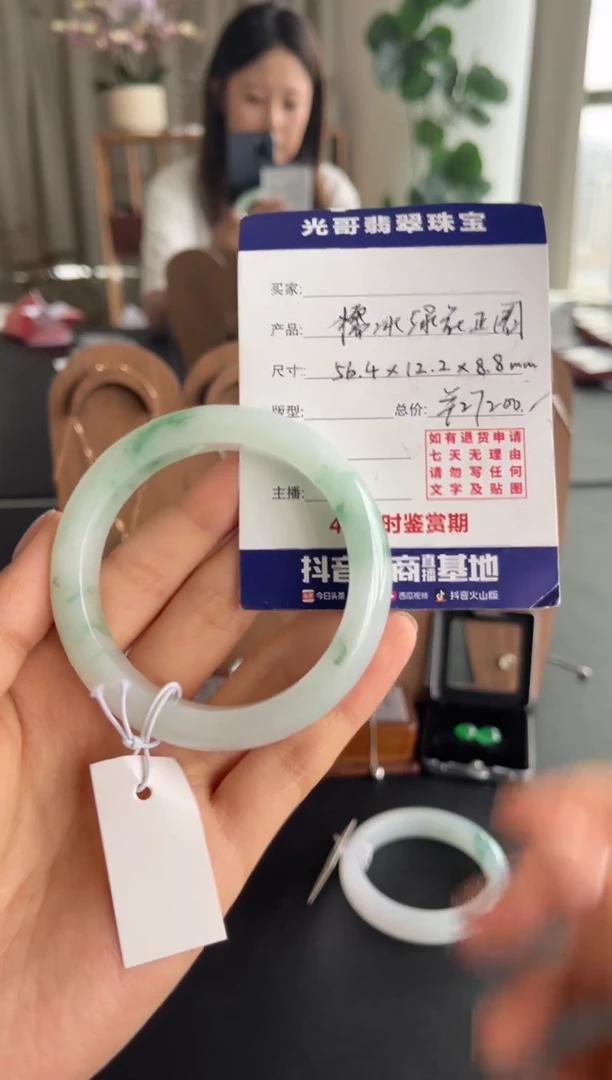 光哥翡翠珠宝
买家:
产品: 糯冰绿花正圈
尺寸: 56.4×12.2×8.8mm
版型: 总价: ¥27200.
如有退货申请
七天无理由
请勿写任何
文字及贴图
主播:
时鉴赏期
抖音 商直播基地
今日头条 西瓜视频 抖音火山版